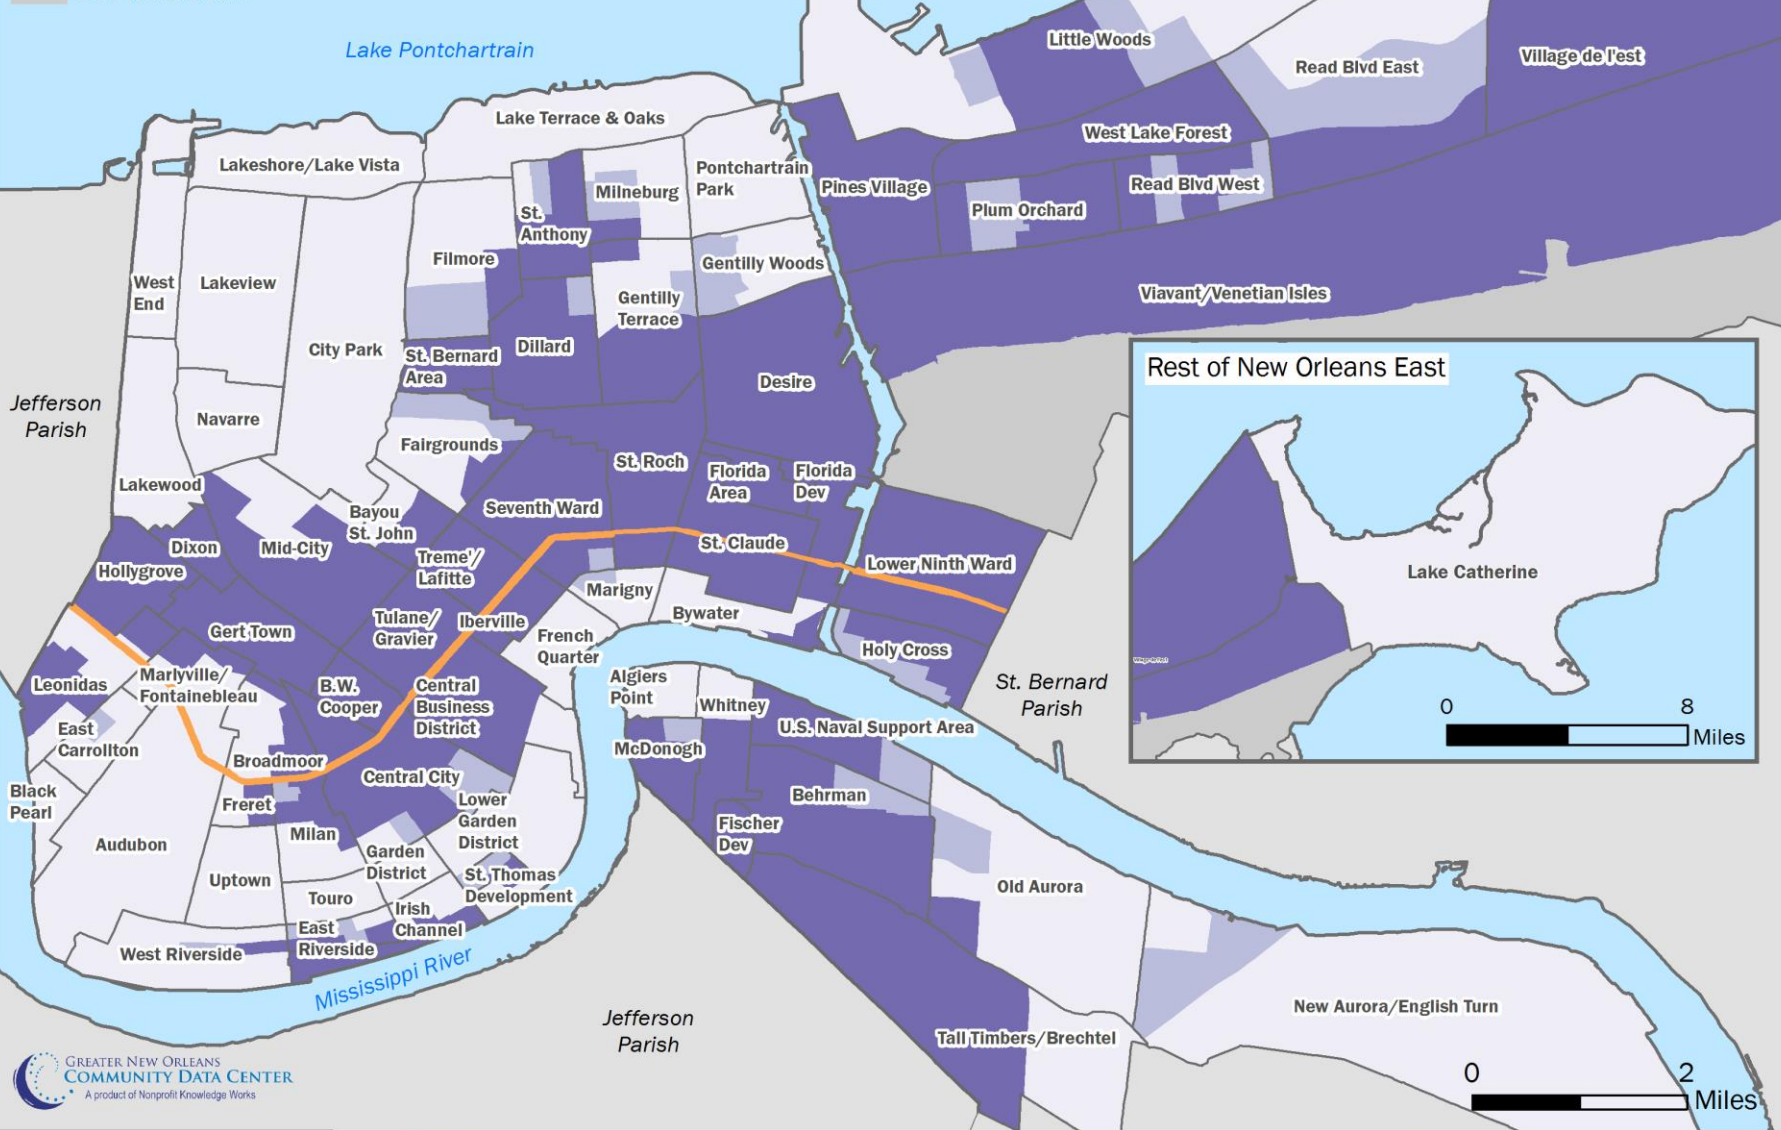 Lake Pontchartrain
Little Woods
Read Blvd East
Village de l'est
Lake Terrace & Oaks
West Lake Forest
Lakeshore/Lake Vista
Pontchartrain
Park
Milneburg
Pines Village
Read Blvd West
Plum Orchard
St.
Anthony
Filmore
Gentilly Woods
West
End
Lakeview
Gentilly
Terrace
Viavant/Venetian Isles
City Park
St. Bernard
Area
Dillard
Desire
Rest of New Orleans East
Jefferson
Parish
Navarre
Fairgrounds
St. Roch
Florida
Area
Florida
Dev
Lakewood
Seventh Ward
Bayou
St. John
Dixon
Mid-City
Treme'/
Lafitte
St. Claude
Lower Ninth Ward
Hollygrove
Lake Catherine
Marigny
Bywater
Gert Town
Tulane/
Gravier
Iberville
French
Quarter
Holy Cross
Leonidas
Marlyville/
Fontainebleau
B.W.
Cooper
Central
Business
District
Algiers
Point
Whitney
St. Bernard
Parish
Village de l'est
0
8
Miles
East
Carrollton
U.S. Naval Support Area
McDonogh
Broadmoor
Central City
Black
Pearl
Freret
Lower
Garden
District
Behrman
Milan
Fischer
Dev
Audubon
Garden
District
Uptown
St. Thomas
Development
Touro
Old Aurora
Irish
Channel
East
Riverside
West Riverside
Mississippi River
New Aurora/English Turn
Jefferson
Parish
Tall Timbers/Brechtel
GREATER NEW ORLEANS
COMMUNITY DATA CENTER
A product of Nonprofit Knowledge Works
0
2
Miles